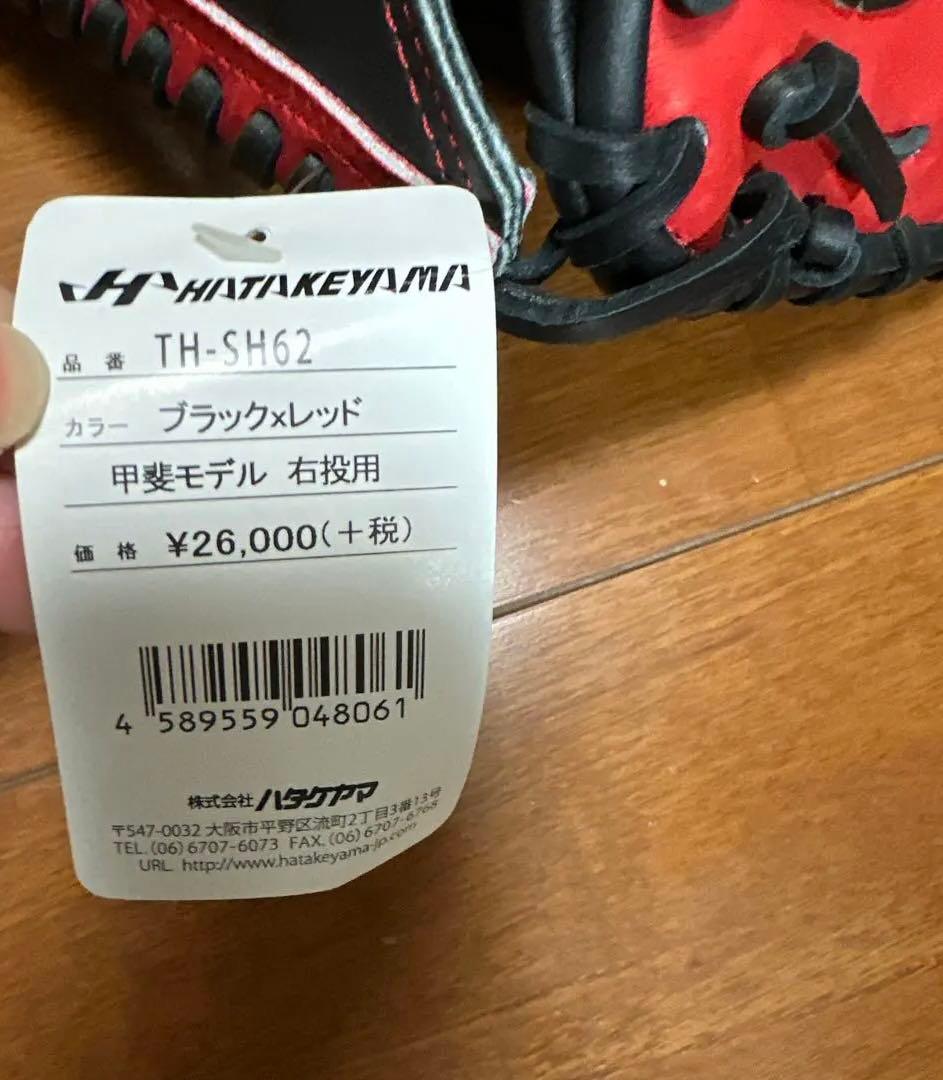 HATAKEYAMA
品番 TH-SH62
カラー ブラック×レッド
甲斐モデル 右投用
価格 ¥26,000(+税)
4 589559 048061
株式会社ハタケヤマ
〒547-0032 大阪市平野区流町2丁目3番13号
TEL.(06)6707-6073 FAX.(06)6707-6768
URL http://www.hatakeyama-jp.com